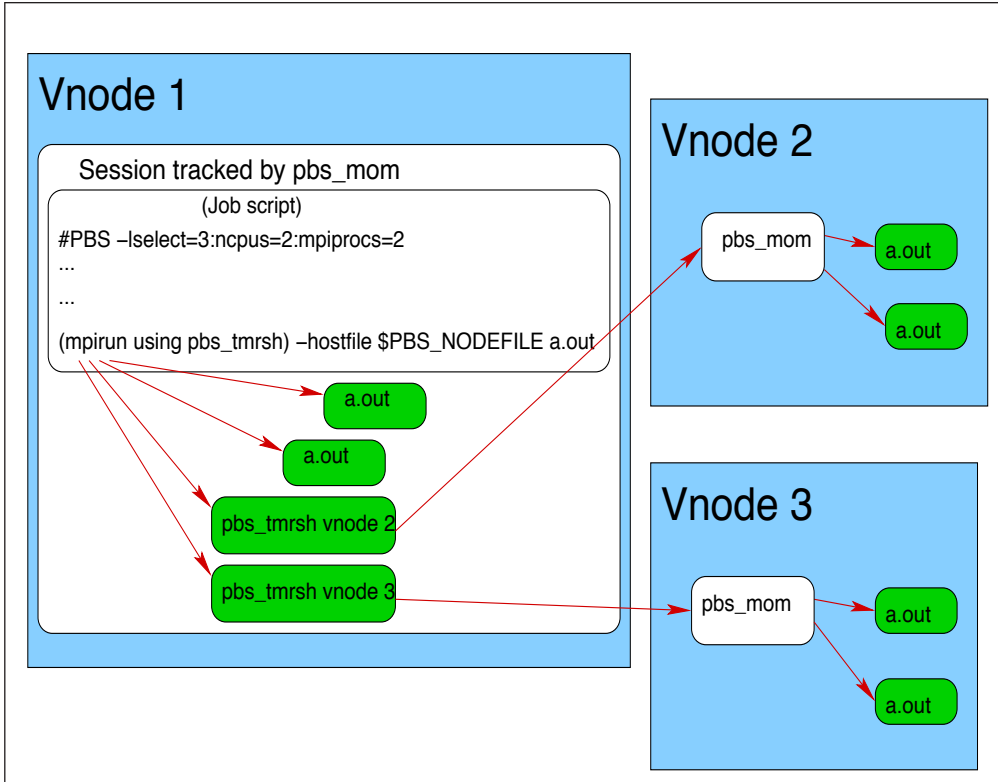 Vnode 1
Session tracked by pbs_mom
(Job script)
#PBS –lselect=3:ncpus=2:mpiprocs=2
...
...
(mpirun using pbs_tmrsh) –hostfile $PBS_NODEFILE a.out
a.out
a.out
pbs_tmrsh vnode 2
pbs_tmrsh vnode 3
Vnode 2
pbs_mom
a.out
a.out
Vnode 3
pbs_mom
a.out
a.out